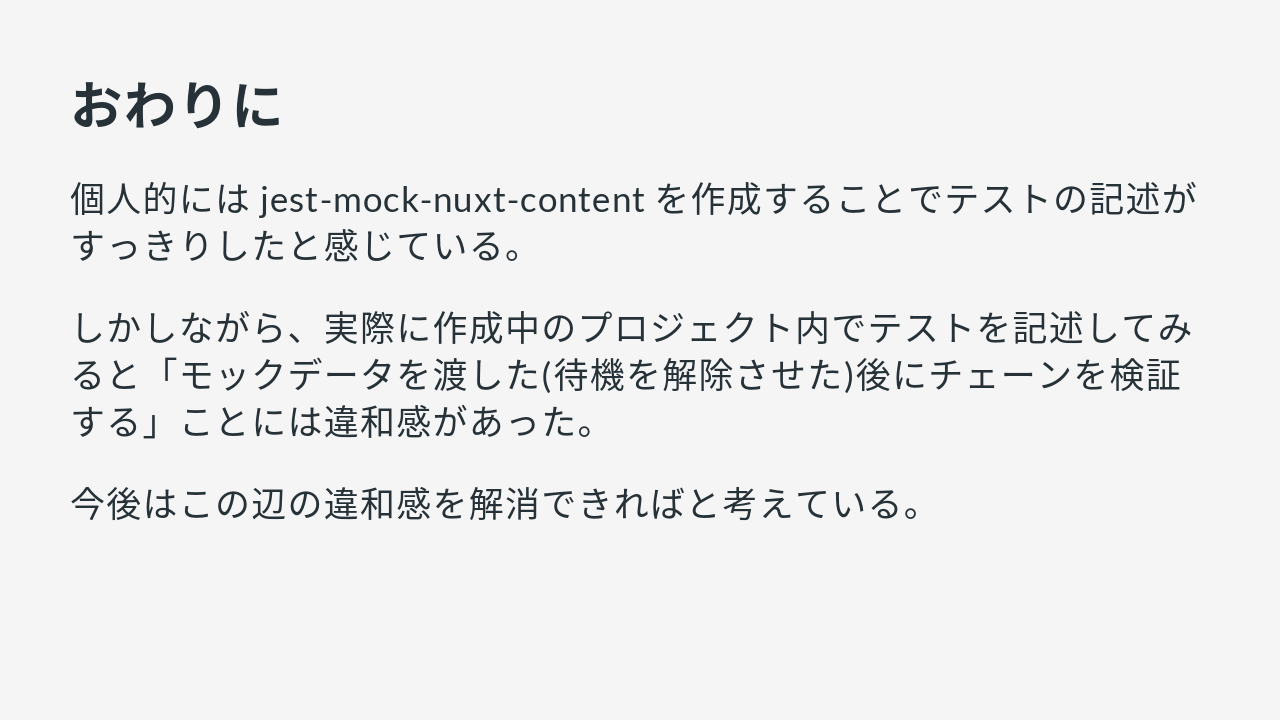 おわりに
個人的には jest-mock-nuxt-content を作成することでテストの記述が
すっきりしたと感じている。
しかしながら、実際に作成中のプロジェクト内でテストを記述してみ
ると「モックデータを渡した(待機を解除させた)後にチェーンを検証
する」ことには違和感があった。
今後はこの辺の違和感を解消できればと考えている。